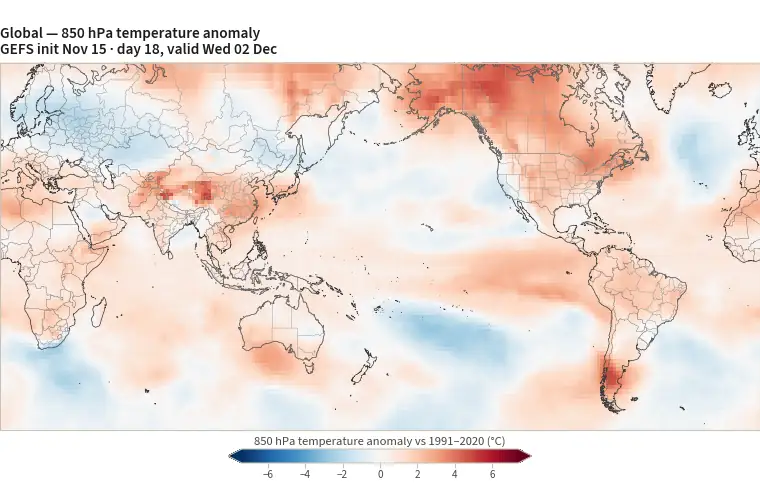 Global — 850 hPa temperature anomaly
GEFS init Nov 15 · day 18, valid Wed 02 Dec
850 hPa temperature anomaly vs 1991–2020 (°C)
−6 −4 −2 0 2 4 6